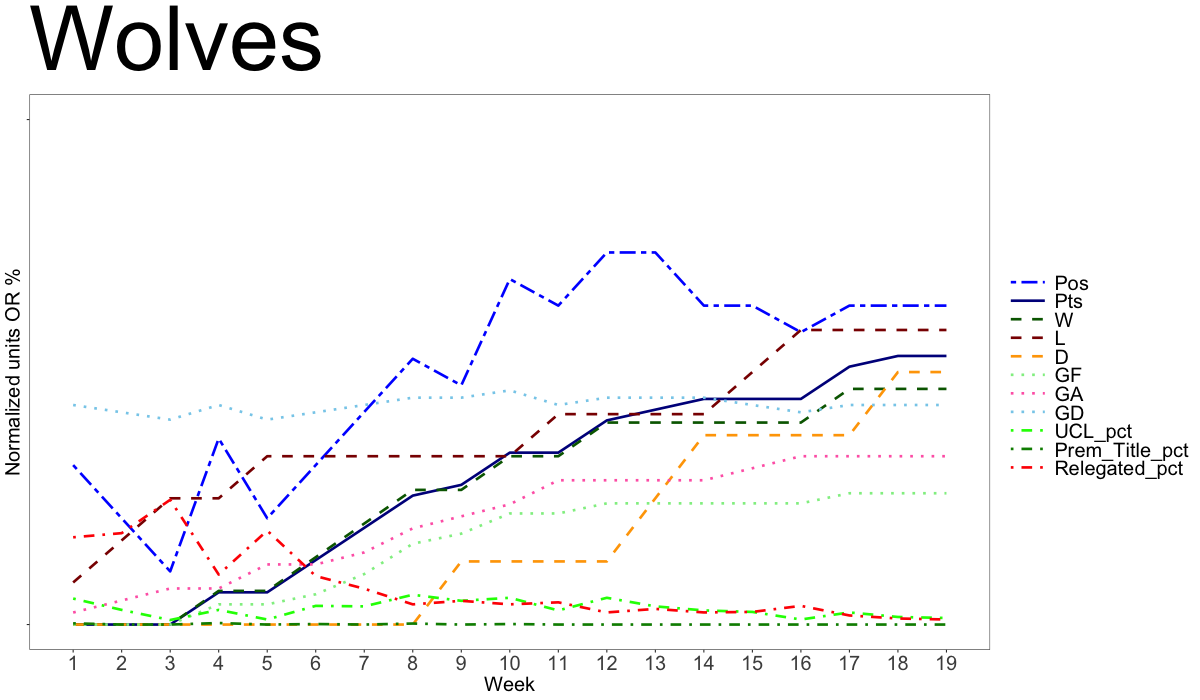 Wolves
Normalized units OR %
1 2 3 4 5 6 7 8 9 10 11 12 13 14 15 16 17 18 19
Week
Pos
Pts
W
L
D
GF
GA
GD
UCL_pct
Prem_Title_pct
Relegated_pct